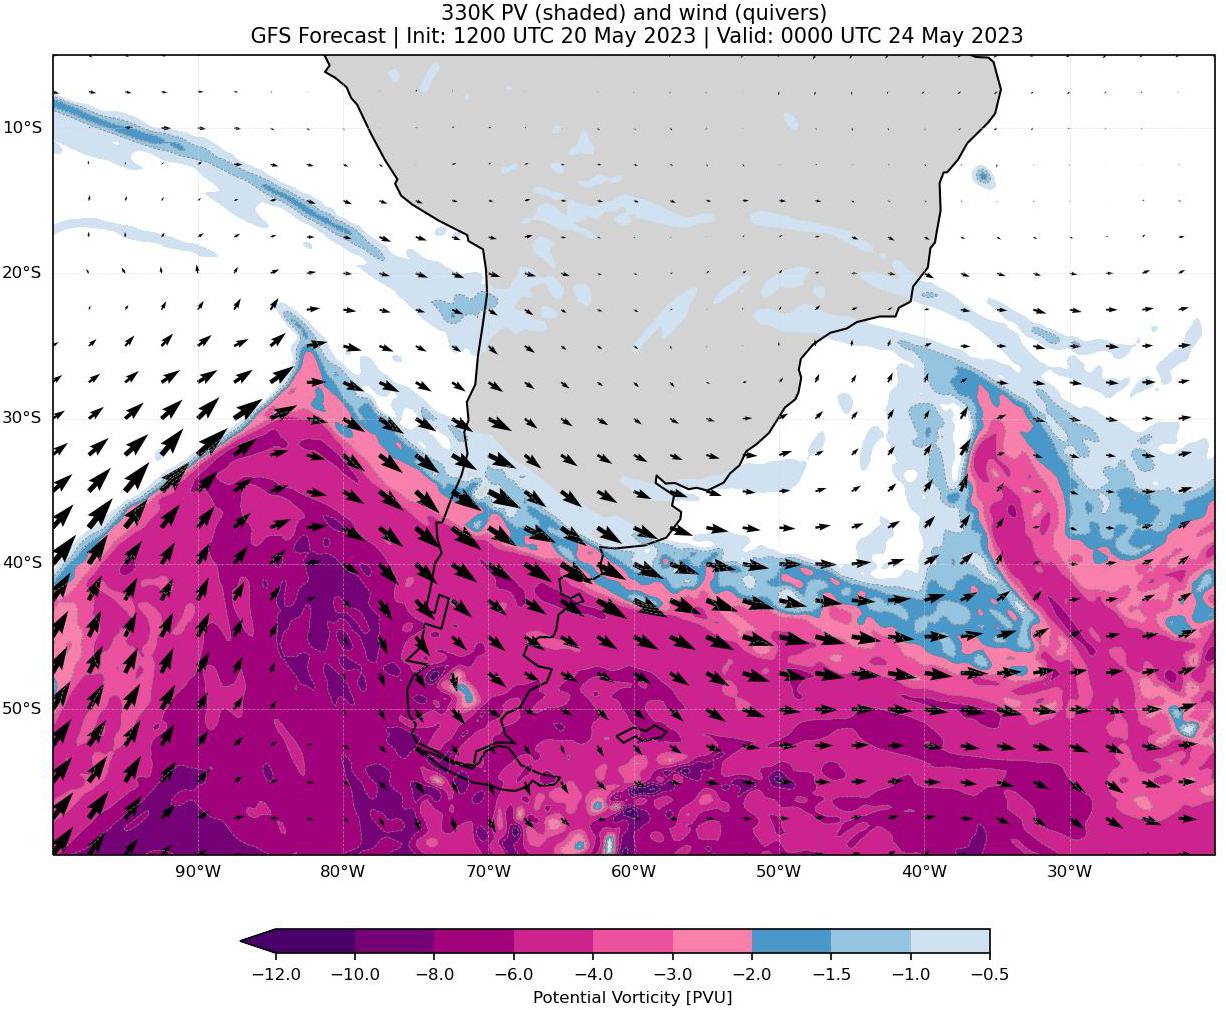 330K PV (shaded) and wind (quivers)
GFS Forecast | Init: 1200 UTC 20 May 2023 | Valid: 0000 UTC 24 May 2023
10°S
20°S
30°S
40°S
50°S
90°W 80°W 70°W 60°W 50°W 40°W 30°W
−12.0 −10.0 −8.0 −6.0 −4.0 −3.0 −2.0 −1.5 −1.0 −0.5
Potential Vorticity [PVU]